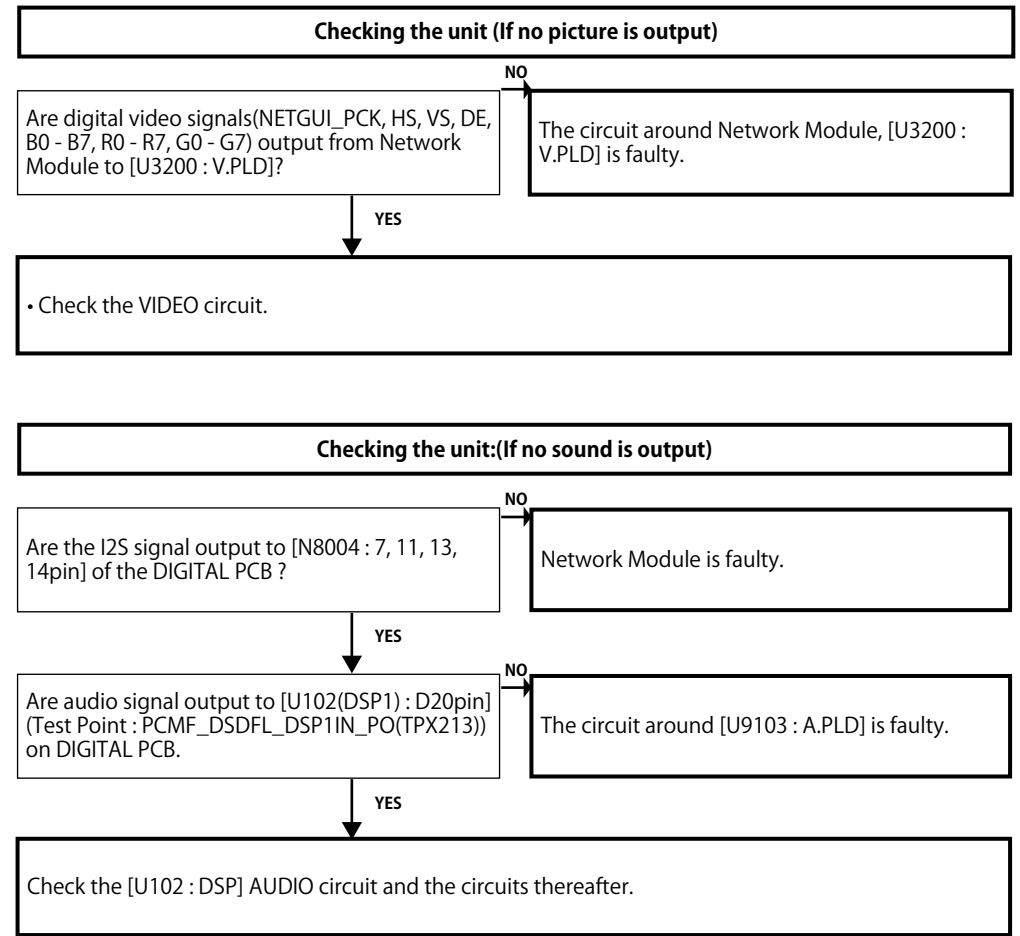 Checking the unit (If no picture is output)
NO
Are digital video signals(NETGUI_PCK, HS, VS, DE,
B0 - B7, R0 - R7, G0 - G7) output from Network
Module to [U3200 : V.PLD]?
The circuit around Network Module, [U3200 :
V.PLD] is faulty.
YES
• Check the VIDEO circuit.
Checking the unit:(If no sound is output)
NO
Are the I2S signal output to [N8004 : 7, 11, 13,
14pin] of the DIGITAL PCB ?
Network Module is faulty.
YES
NO
Are audio signal output to [U102(DSP1) : D20pin]
(Test Point : PCMF_DSDFL_DSP1IN_PO(TPX213))
on DIGITAL PCB.
The circuit around [U9103 : A.PLD] is faulty.
YES
Check the [U102 : DSP] AUDIO circuit and the circuits thereafter.